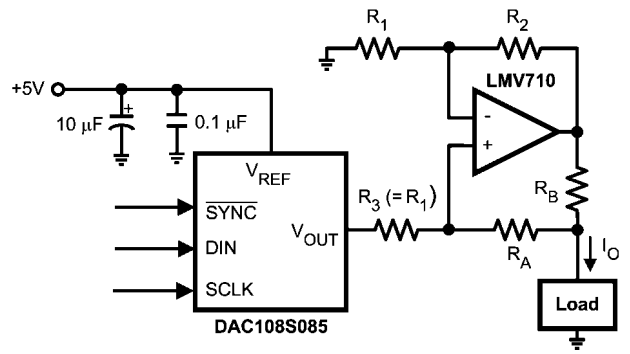 R1
R2
LMV710
+5V
+
10 µF
0.1 µF
-
+
VREF
RB
SYNC
R3 (=R1)
VOUT
DIN
RA
IO
SCLK
Load
DAC108S085